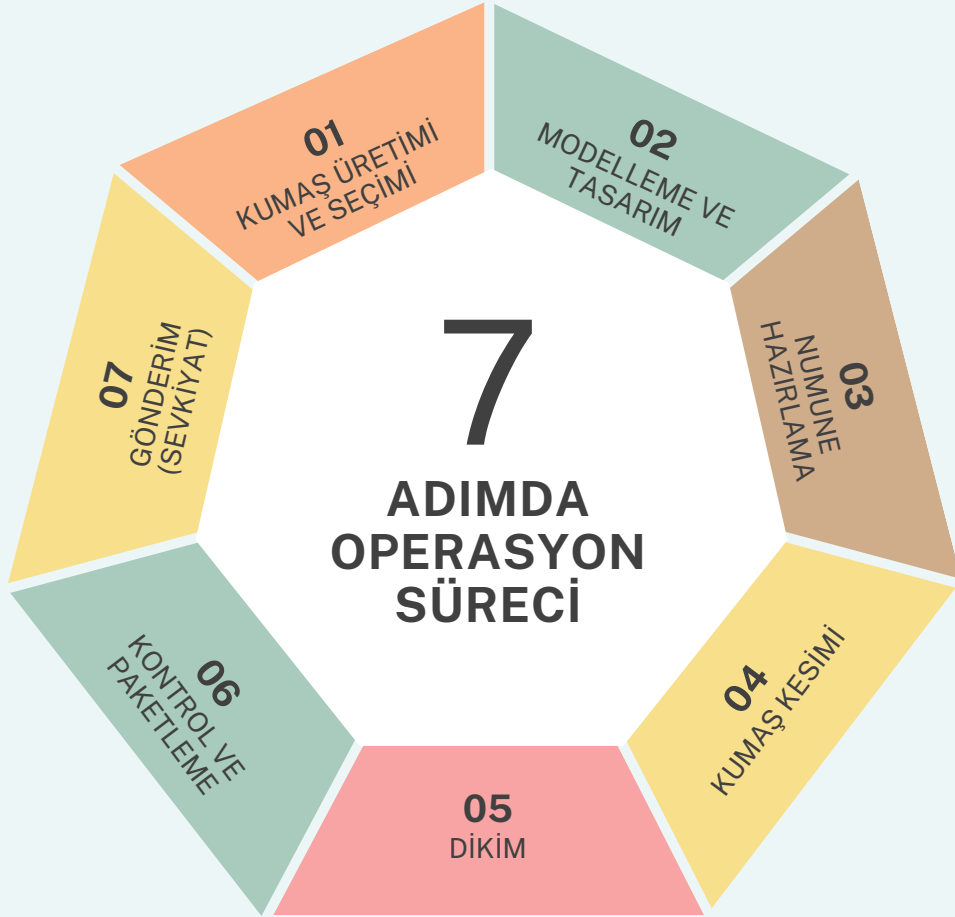 7
ADIMDA
OPERASYON
SÜRECİ
01
KUMAŞ ÜRETİMİ
VE SEÇİMİ
02
MODELLEME VE
TASARIM
03
NUMUNE
HAZIRLAMA
04
KUMAŞ KESİMİ
05
DİKİM
06
KONTROL VE
PAKETLEME
07
GÖNDERİM
(SEVKİYAT)